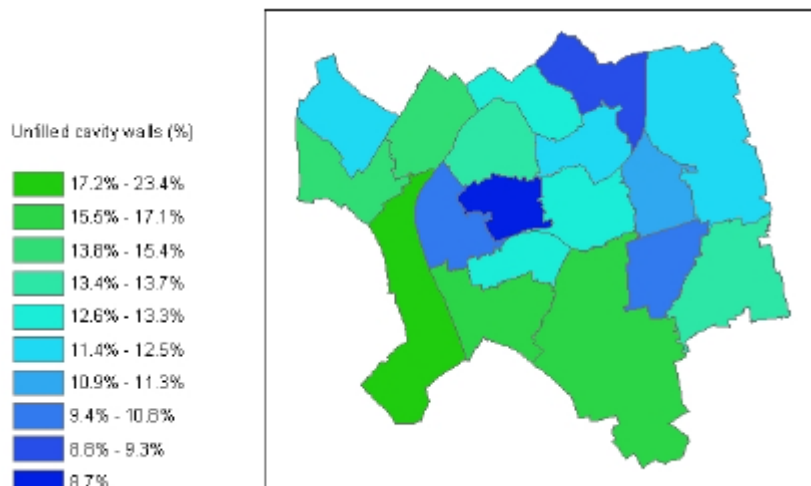 Unfilled cavity walls (%)
17.2% - 23.4%
15.5% - 17.1%
13.8% - 15.4%
13.4% - 13.7%
12.6% - 13.3%
11.4% - 12.5%
10.9% - 11.3%
9.4% - 10.8%
8.8% - 9.3%
8.7%